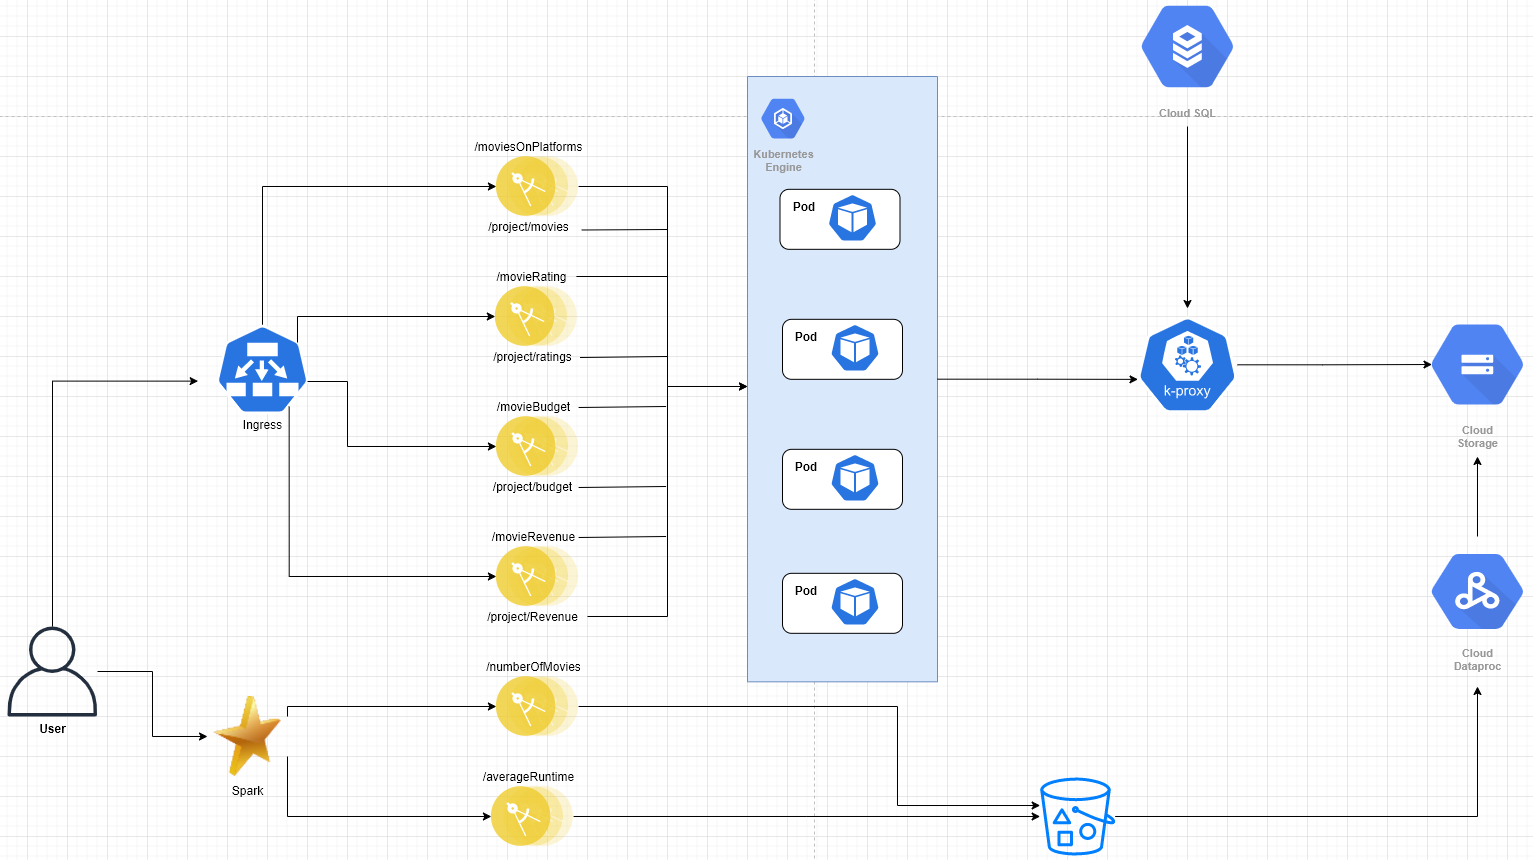 Cloud SQL
/moviesOnPlatforms
Kubernetes
Engine
Pod
/project/movies
/movieRating
Pod
/project/ratings
k-proxy
/movieBudget
Ingress
Cloud
Storage
Pod
/project/budget
/movieRevenue
Pod
/project/Revenue
Cloud
Dataproc
/numberOfMovies
User
/averageRuntime
Spark